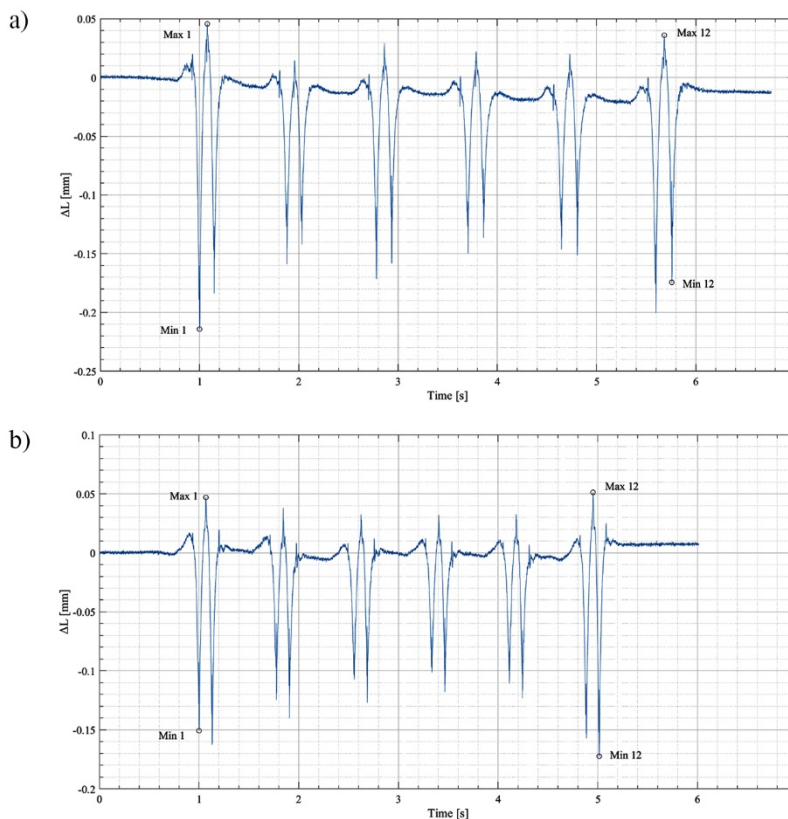 a)
0.05
Max 1
Max 12
0
-0.05
-0.1
ΔL [mm]
-0.15
-0.2
Min 12
Min 1
-0.25
0 1 2 3 4 5 6
Time [s]
b)
0.1
0.05
Max 1
Max 12
0
-0.05
ΔL [mm]
-0.1
-0.15
Min 1
Min 12
-0.2
0 1 2 3 4 5 6
Time [s]